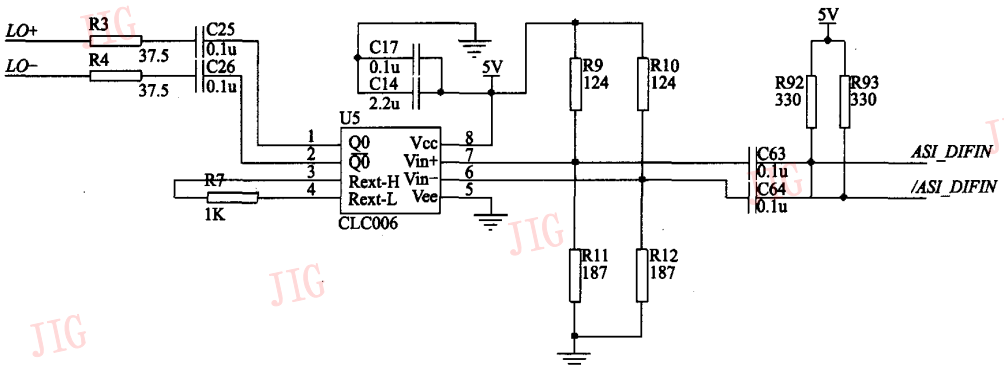 JIG
5V
LO+
R3
37.5
C25
0.1u
LO−
R4
37.5
C26
0.1u
C17
0.1u
C14
2.2u
5V
R9
124
R10
124
R92
330
R93
330
JIG
U5
1
Q0
Vcc
8
2
Q0
Vin+
7
3
Rext-H
Vin−
6
4
Rext-L
Vee
5
CLC006
R7
1K
C63
0.1u
ASI_DIFIN
JIG
C64
0.1u
/ASI_DIFIN
JIG
R11
187
R12
187
JIG
JIG